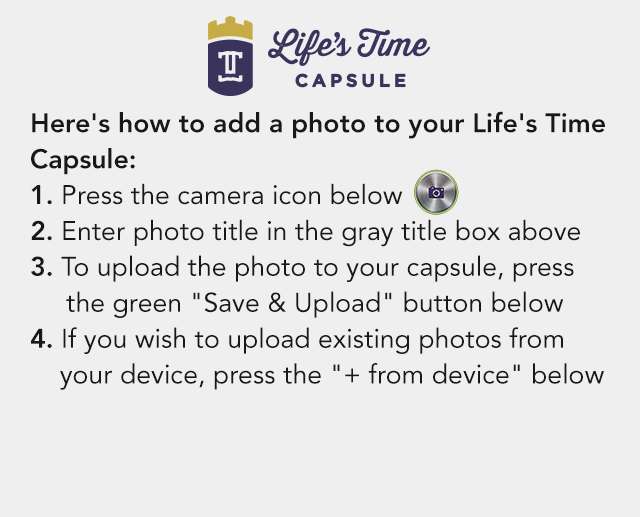 Life's Time
CAPSULE
Here's how to add a photo to your Life's Time
Capsule:
1. Press the camera icon below
2. Enter photo title in the gray title box above
3. To upload the photo to your capsule, press
the green "Save & Upload" button below
4. If you wish to upload existing photos from
your device, press the "+ from device" below